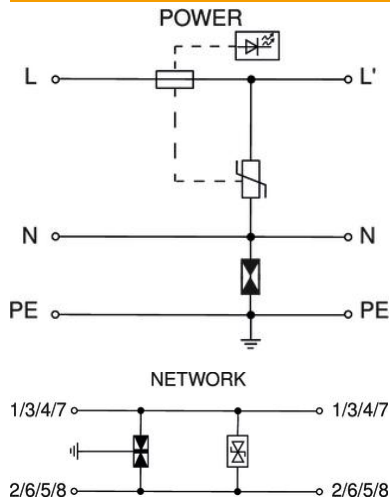 POWER
L L'
N N
PE PE
NETWORK
1/3/4/7 1/3/4/7
2/6/5/8 2/6/5/8